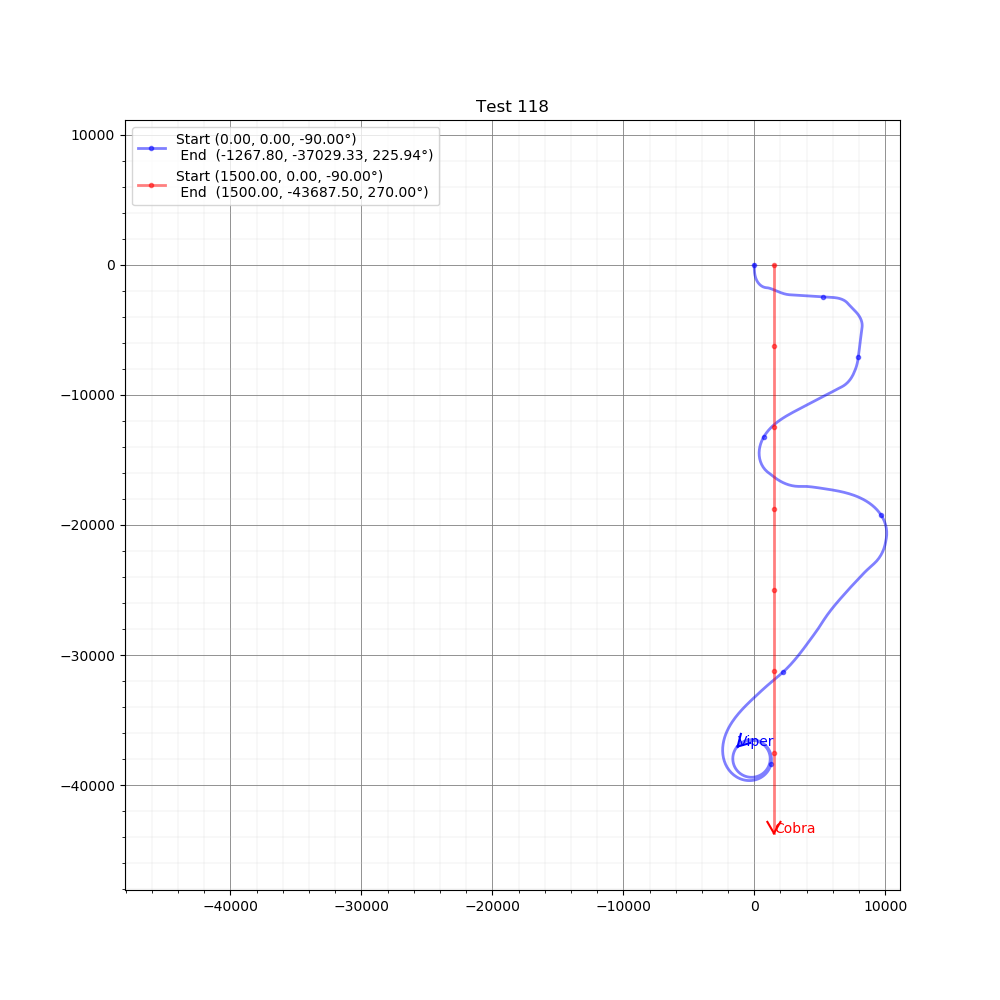 Test 118
Start (0.00, 0.00, -90.00°)
End  (-1267.80, -37029.33, 225.94°)
Start (1500.00, 0.00, -90.00°)
End  (1500.00, -43687.50, 270.00°)
10000
0
−10000
−20000
−30000
−40000
Viper
Cobra
−40000
−30000
−20000
−10000
0
10000